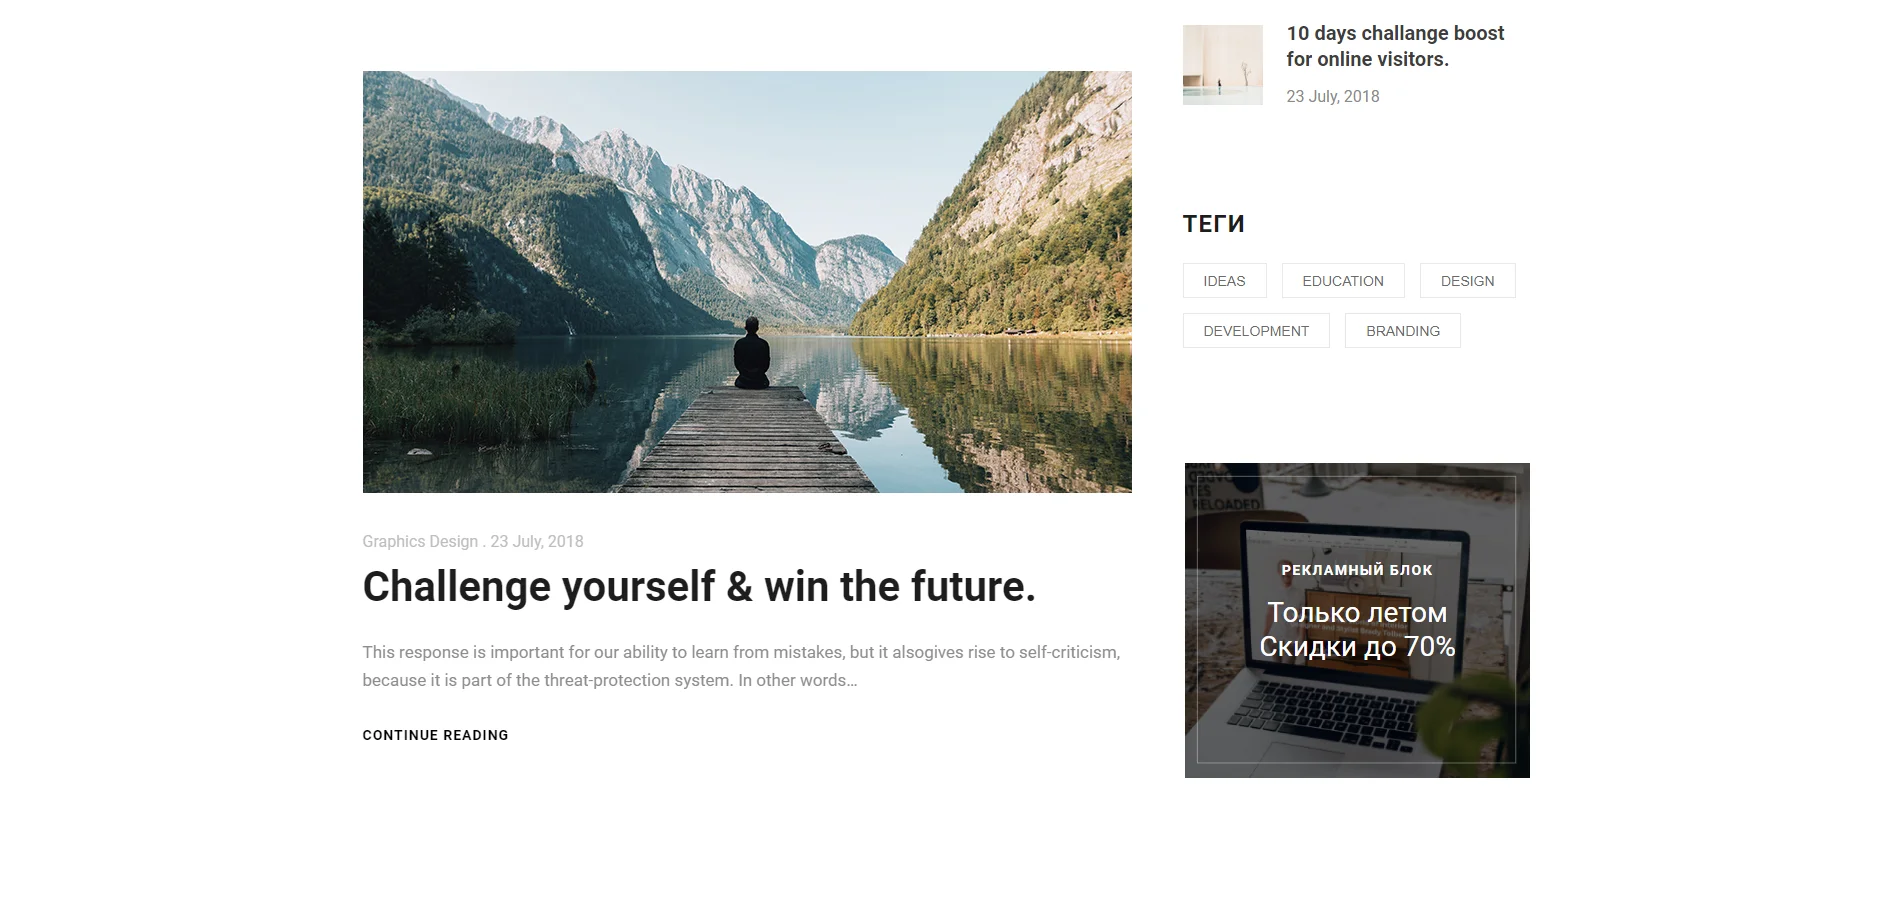 10 days challange boost
for online visitors.
23 July, 2018
ТЕГИ
IDEAS
EDUCATION
DESIGN
DEVELOPMENT
BRANDING
RELOADED
РЕКЛАМНЫЙ БЛОК
Только летом
Скидки до 70%
Graphics Design . 23 July, 2018
Challenge yourself & win the future.
This response is important for our ability to learn from mistakes, but it alsogives rise to self-criticism,
because it is part of the threat-protection system. In other words...
CONTINUE READING